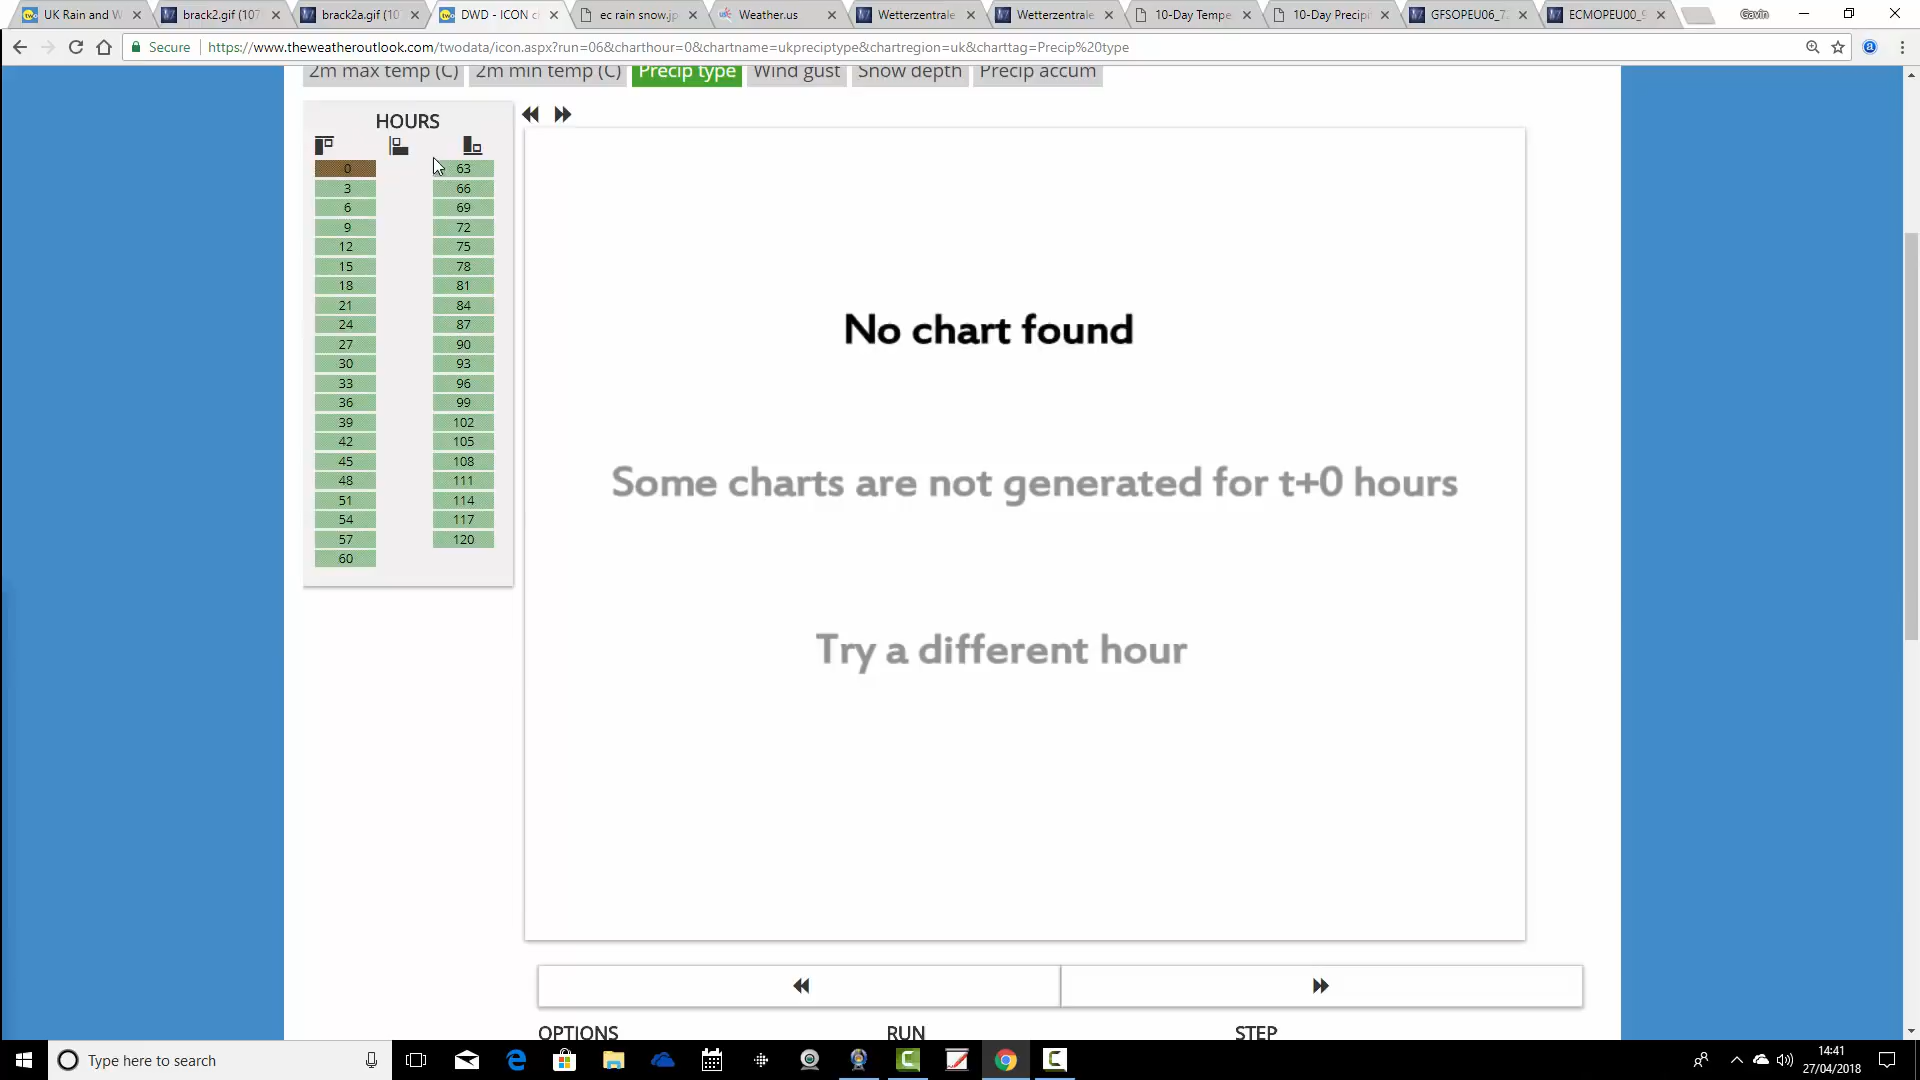 UK Rain and W
brack2.gif (107
brack2a.gif (10
DWD - ICON c
ec rain snow.jp
Weather.us
Wetterzentrale
Wetterzentrale
10-Day Tempe
10-Day Precipi
GFSOPEU06_7
ECMOPEU00_9
Gavin
Secure
https://www.theweatheroutlook.com/twodata/icon.aspx?run=06&charthour=0&chartname=ukpreciptype&chartregion=uk&charttag=Precip%20type
2m max temp (C)
2m min temp (C)
Precip type
Wind gust
Snow depth
Precip accum
HOURS
0 63
3 66
6 69
9 72
12 75
15 78
18 81
21 84
24 87
27 90
30 93
33 96
36 99
39 102
42 105
45 108
48 111
51 114
54 117
57 120
60
No chart found
Some charts are not generated for t+0 hours
Try a different hour
OPTIONS
RUN
STEP
Type here to search
14:41
27/04/2018